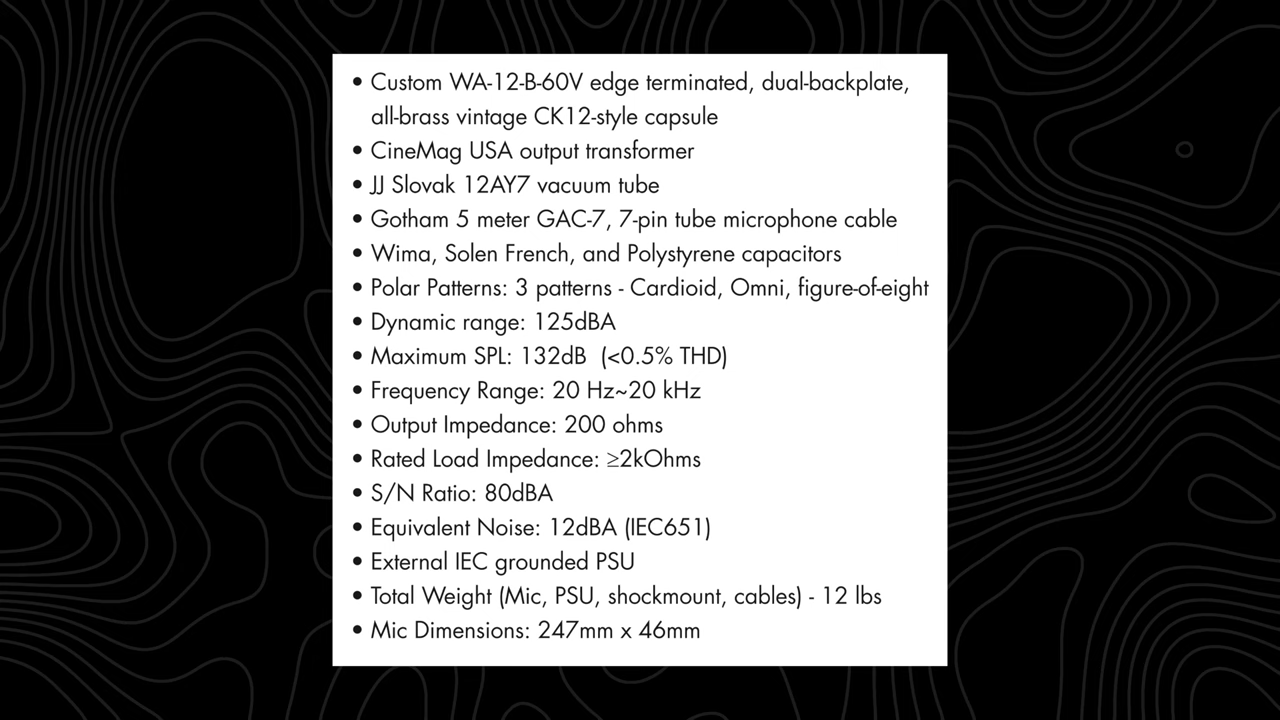 • Custom WA-12-B-60V edge terminated, dual-backplate,
all-brass vintage CK12-style capsule
• CineMag USA output transformer
• JJ Slovak 12AY7 vacuum tube
• Gotham 5 meter GAC-7, 7-pin tube microphone cable
• Wima, Solen French, and Polystyrene capacitors
• Polar Patterns: 3 patterns - Cardioid, Omni, figure-of-eight
• Dynamic range: 125dBA
• Maximum SPL: 132dB  (<0.5% THD)
• Frequency Range: 20 Hz~20 kHz
• Output Impedance: 200 ohms
• Rated Load Impedance: ≥2kOhms
• S/N Ratio: 80dBA
• Equivalent Noise: 12dBA (IEC651)
• External IEC grounded PSU
• Total Weight (Mic, PSU, shockmount, cables) - 12 lbs
• Mic Dimensions: 247mm x 46mm